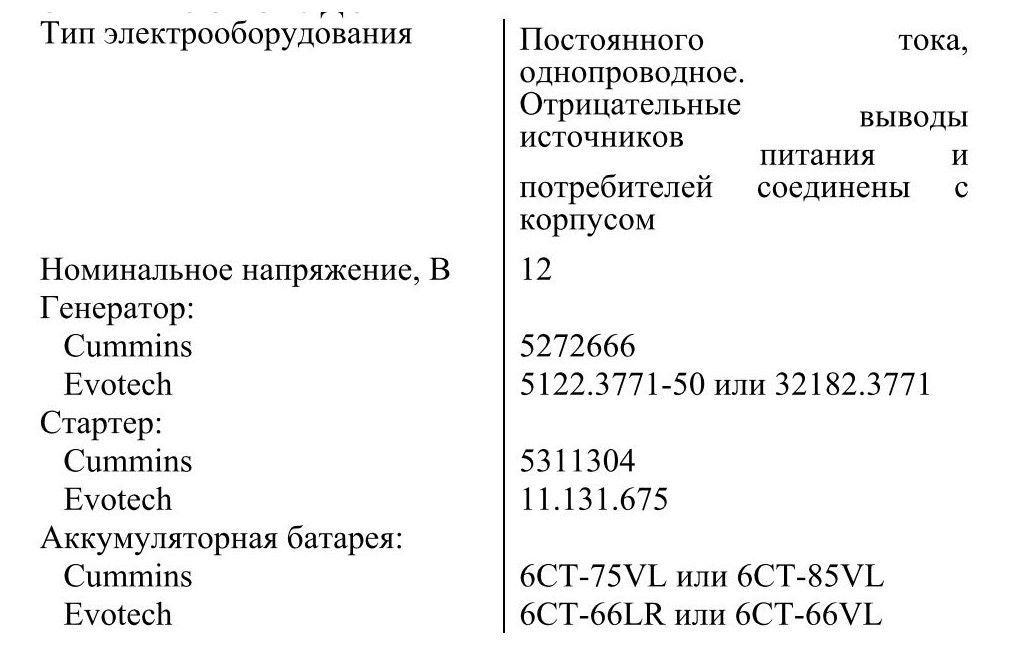 Тип электрооборудования
Постоянного тока,
однопроводное.
Отрицательные выводы
источников питания и
потребителей соединены с
корпусом
Номинальное напряжение, В 12
Генератор:
Cummins 5272666
Evotech 5122.3771-50 или 32182.3771
Стартер:
Cummins 5311304
Evotech 11.131.675
Аккумуляторная батарея:
Cummins 6СТ-75VL или 6СТ-85VL
Evotech 6СТ-66LR или 6СТ-66VL